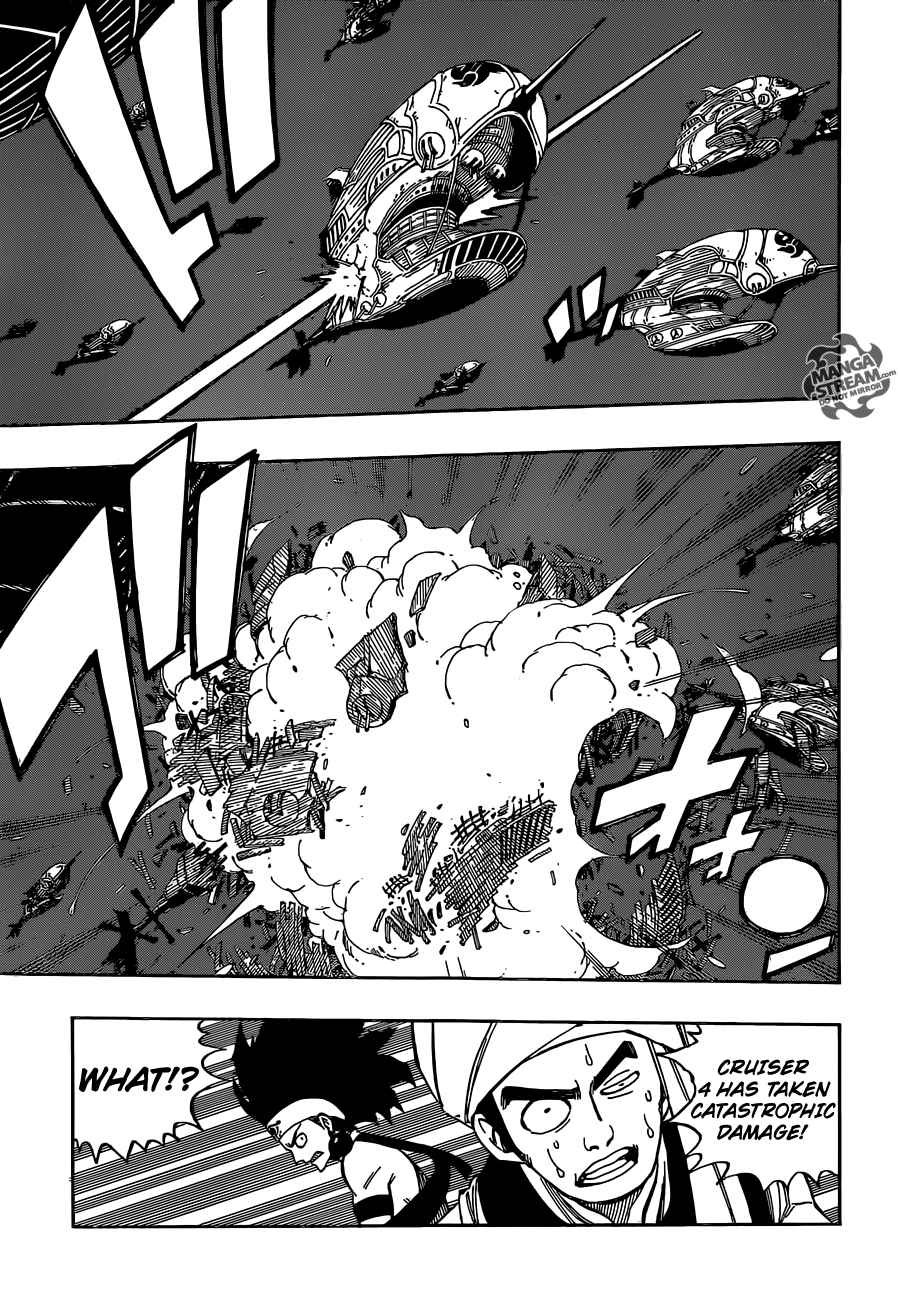 MANGA
STREAM.com
DO NOT MIRROR
CRUISER
4 HAS TAKEN
CATASTROPHIC
DAMAGE!
WHAT!?